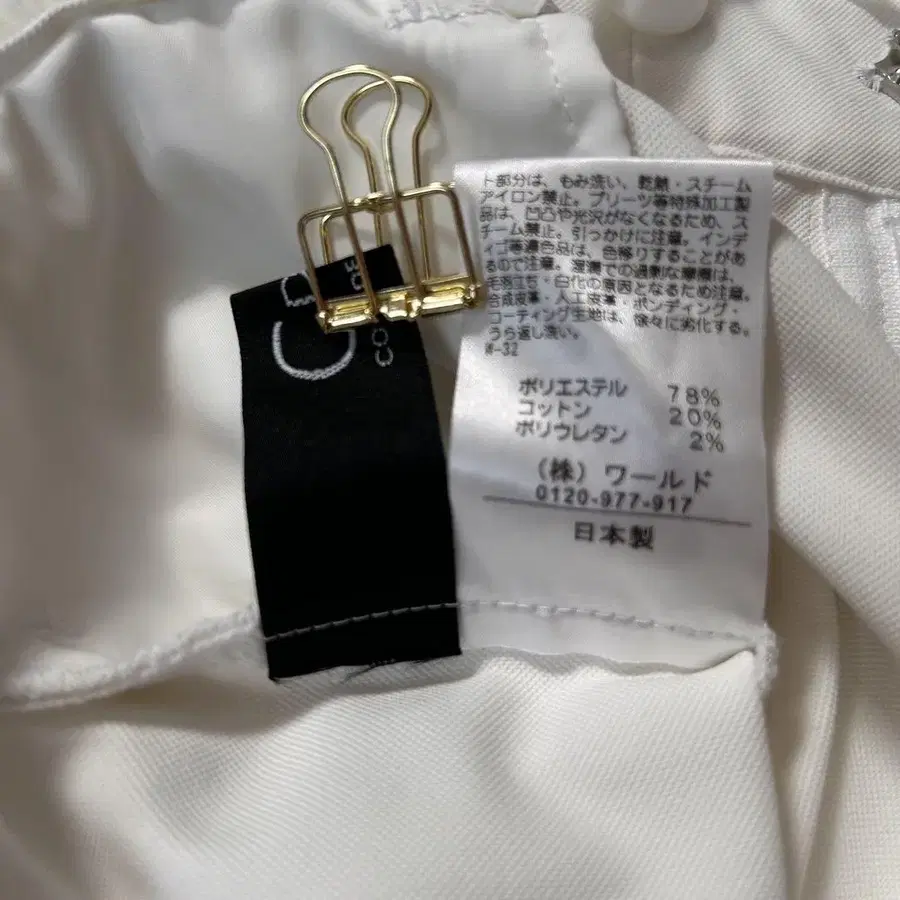 ト部分は、もみ洗い、乾燥・スチーム
アイロン禁止。プリーツ等特殊加工製
品は、凹凸や光沢がなくなるため、ス
チーム禁止。引っかけに注意。インデ
ィゴ等濃色品は、色移りすることがあ
るので注意。湿潤での過剰な摩擦は、
毛羽立ち・白化の原因となるため注意。
合成皮革・人工皮革・ボンディング・
コーティング生地は、徐々に劣化する。
うら返し洗い。
W-32
ポリエステル 78%
コットン 20%
ポリウレタン 2%
(株)ワールド
0120-977-917
日本製